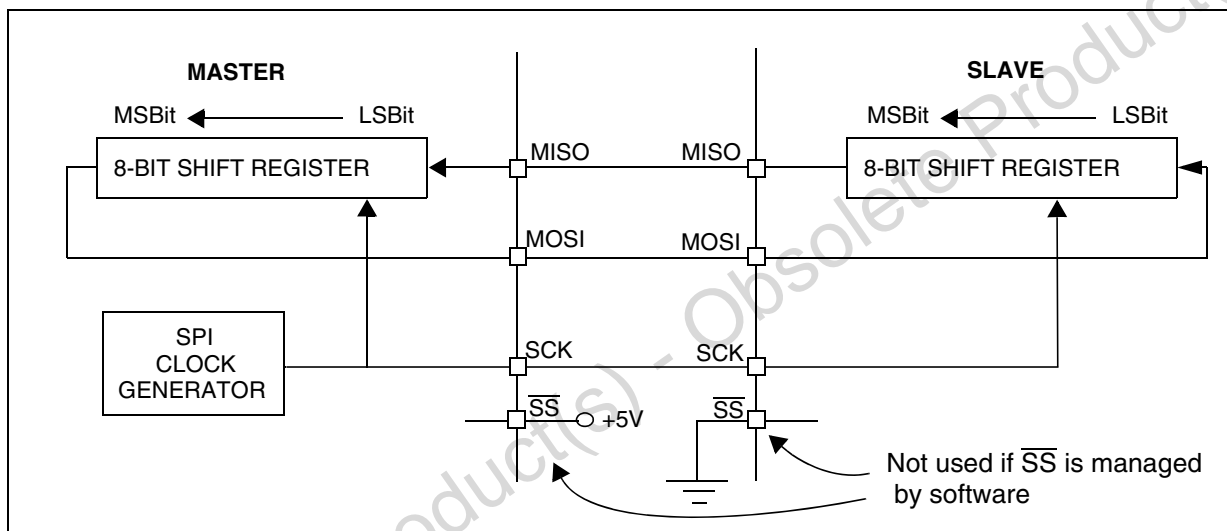 MASTER
SLAVE
MSBit LSBit
MSBit LSBit
8-BIT SHIFT REGISTER
MISO
MISO
8-BIT SHIFT REGISTER
MOSI
MOSI
SPI
CLOCK
GENERATOR
SCK
SCK
SS
+5V
SS
Not used if SS is managed
by software
product(s) - Obsolete Product(